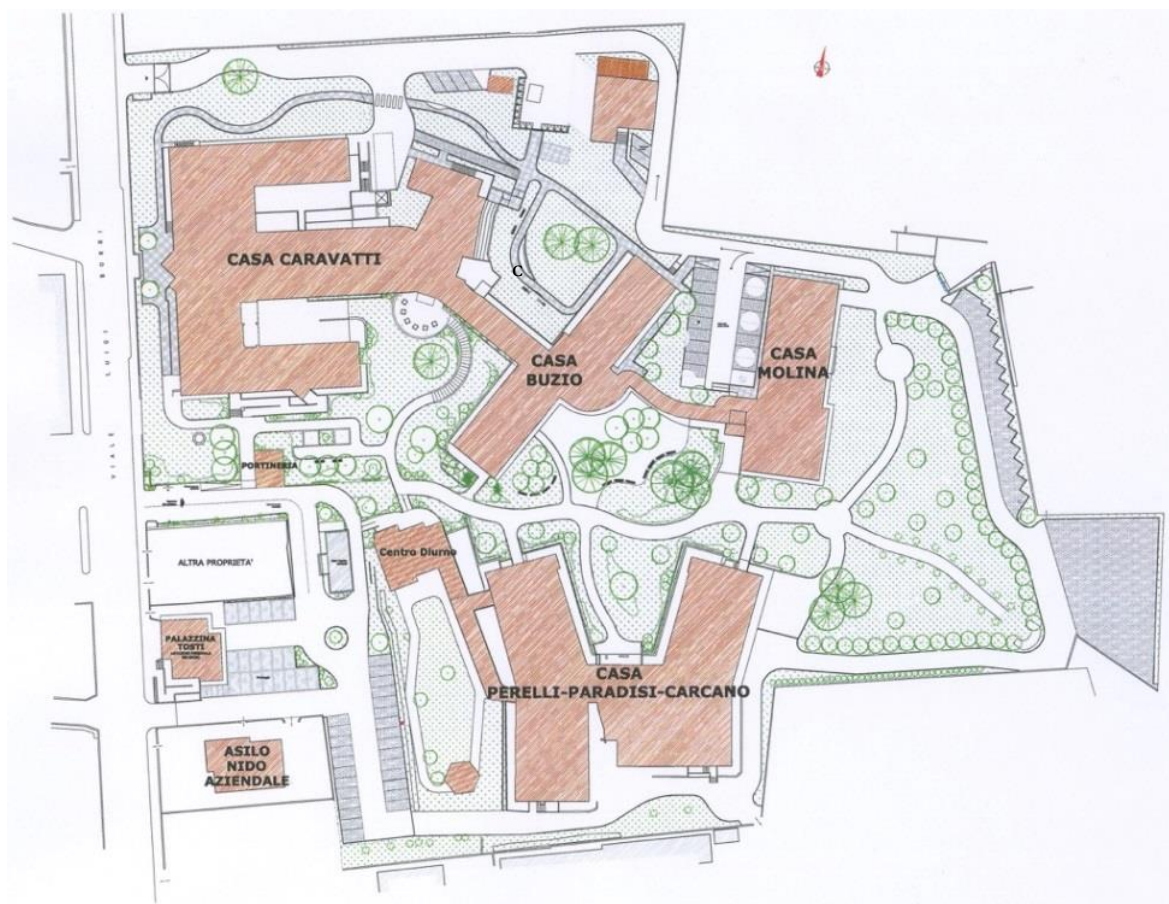 CASA CARAVATTI
C
CASA
BUZIO
CASA
MOLINA
VIALE LUIGI BORRI
PORTINERIA
Centro Diurno
ALTRA PROPRIETA'
PALAZZINA
TOSTI
CASA
PERELLI-PARADISI-CARCANO
ASILO
NIDO
AZIENDALE